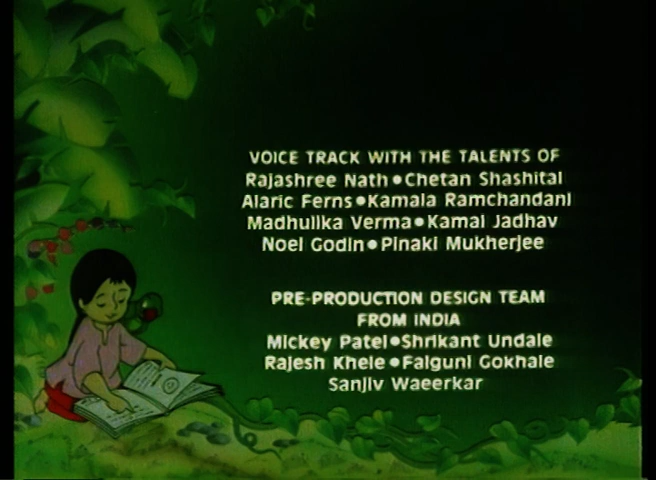 VOICE TRACK WITH THE TALENTS OF
Rajashree Nath•Chetan Shashital
Alaric Ferns•Kamala Ramchandani
Madhulika Verma•Kamal Jadhav
Noel Godin•Pinaki Mukherjee
PRE-PRODUCTION DESIGN TEAM
FROM INDIA
Mickey Patel•Shrikant Undale
Rajesh Khele•Falguni Gokhale
Sanjiv Waeerkar